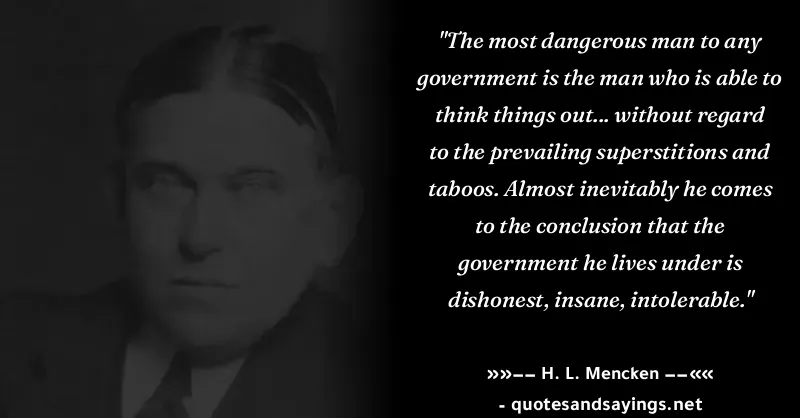 "The most dangerous man to any
government is the man who is able to
think things out... without regard
to the prevailing superstitions and
taboos. Almost inevitably he comes
to the conclusion that the
government he lives under is
dishonest, insane, intolerable."
»»–– H. L. Mencken ––««
- quotesandsayings.net